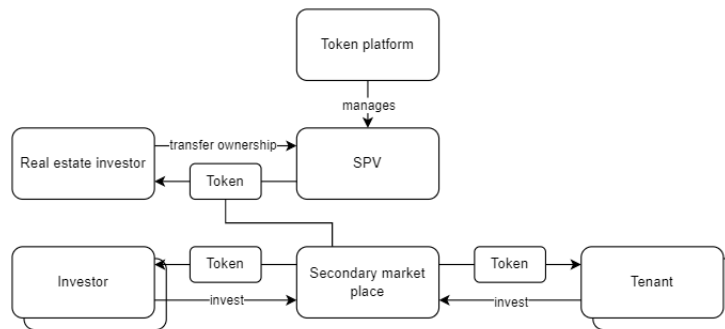 Token platform
manages
Real estate investor
transfer ownership
SPV
Token
Investor
Token
invest
Secondary market
place
Token
invest
Tenant